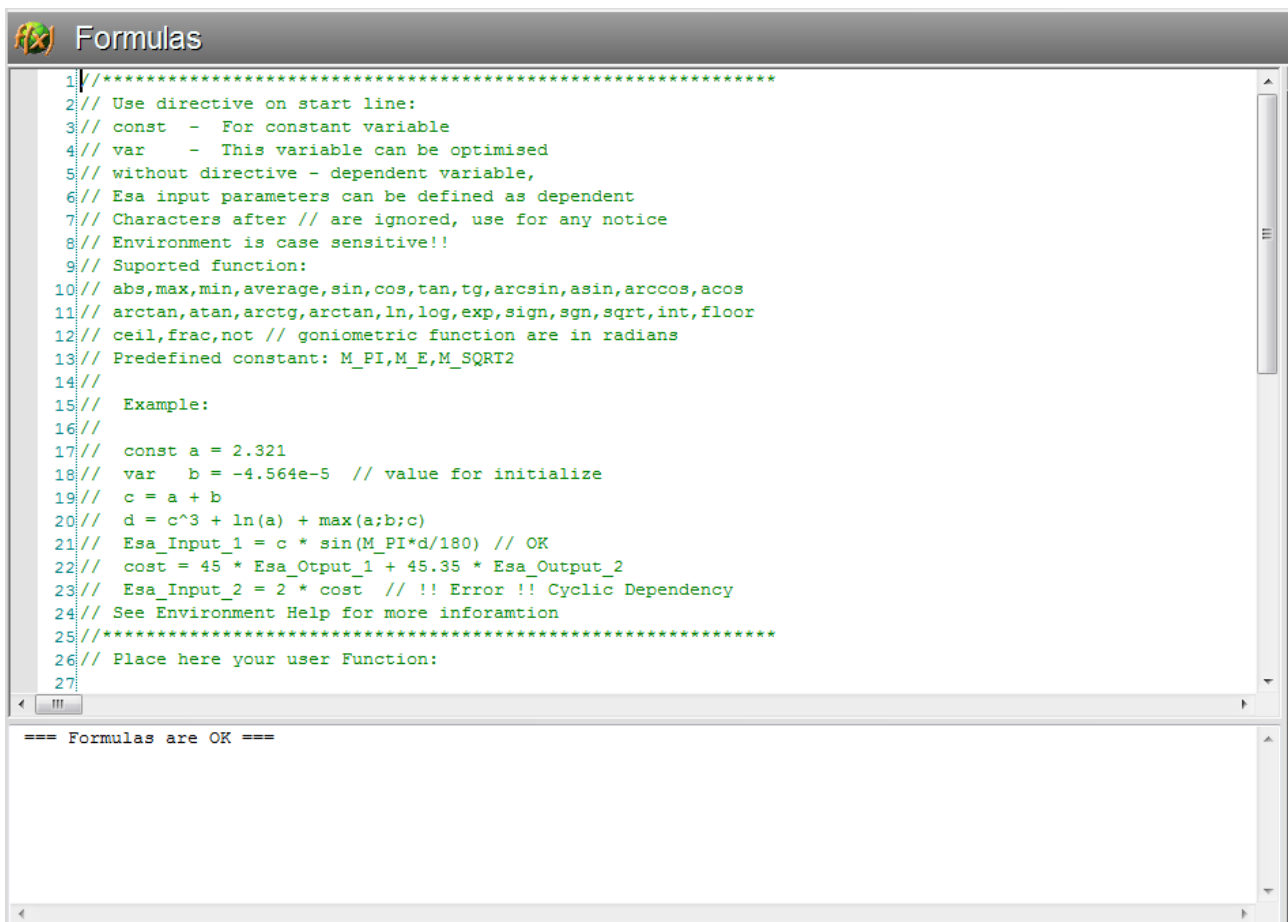 f(x) Formulas
1 //**************************************************************
2 // Use directive on start line:
3 // const  -  For constant variable
4 // var    -  This variable can be optimised
5 // without directive - dependent variable,
6 // Esa input parameters can be defined as dependent
7 // Characters after // are ignored, use for any notice
8 // Environment is case sensitive!!
9 // Suported function:
10 // abs,max,min,average,sin,cos,tan,tg,arcsin,asin,arccos,acos
11 // arctan,atan,arctg,arctan,ln,log,exp,sign,sgn,sqrt,int,floor
12 // ceil,frac,not // goniometric function are in radians
13 // Predefined constant: M_PI,M_E,M_SQRT2
14 //
15 //  Example:
16 //
17 //  const a = 2.321
18 //  var   b = -4.564e-5  // value for initialize
19 //  c = a + b
20 //  d = c^3 + ln(a) + max(a;b;c)
21 //  Esa_Input_1 = c * sin(M_PI*d/180) // OK
22 //  cost = 45 * Esa_Otput_1 + 45.35 * Esa_Output_2
23 //  Esa_Input_2 = 2 * cost  // !! Error !! Cyclic Dependency
24 // See Environment Help for more inforamtion
25 //**************************************************************
26 // Place here your user Function:
27
=== Formulas are OK ===